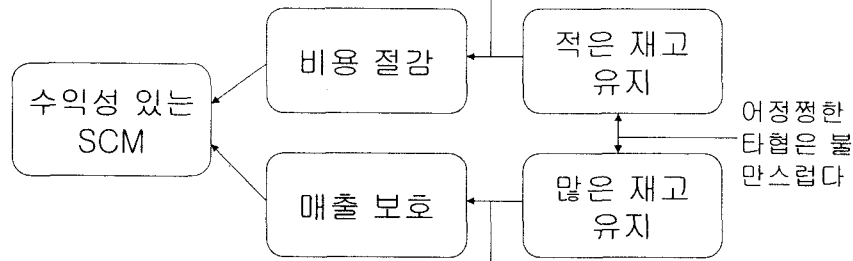 비용 절감
적은 재고
유지
수익성 있는
SCM
어정쩡한
타협은 불
만스럽다
매출 보호
많은 재고
유지